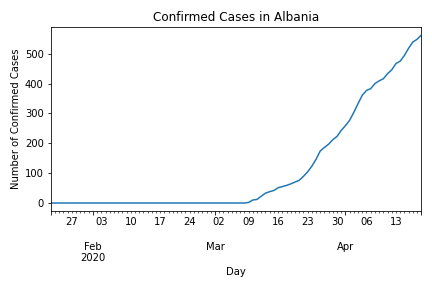 Confirmed Cases in Albania
Number of Confirmed Cases
500
400
300
200
100
0
27 03 10 17 24 02 09 16 23 30 06 13
Feb Mar Apr
2020
Day